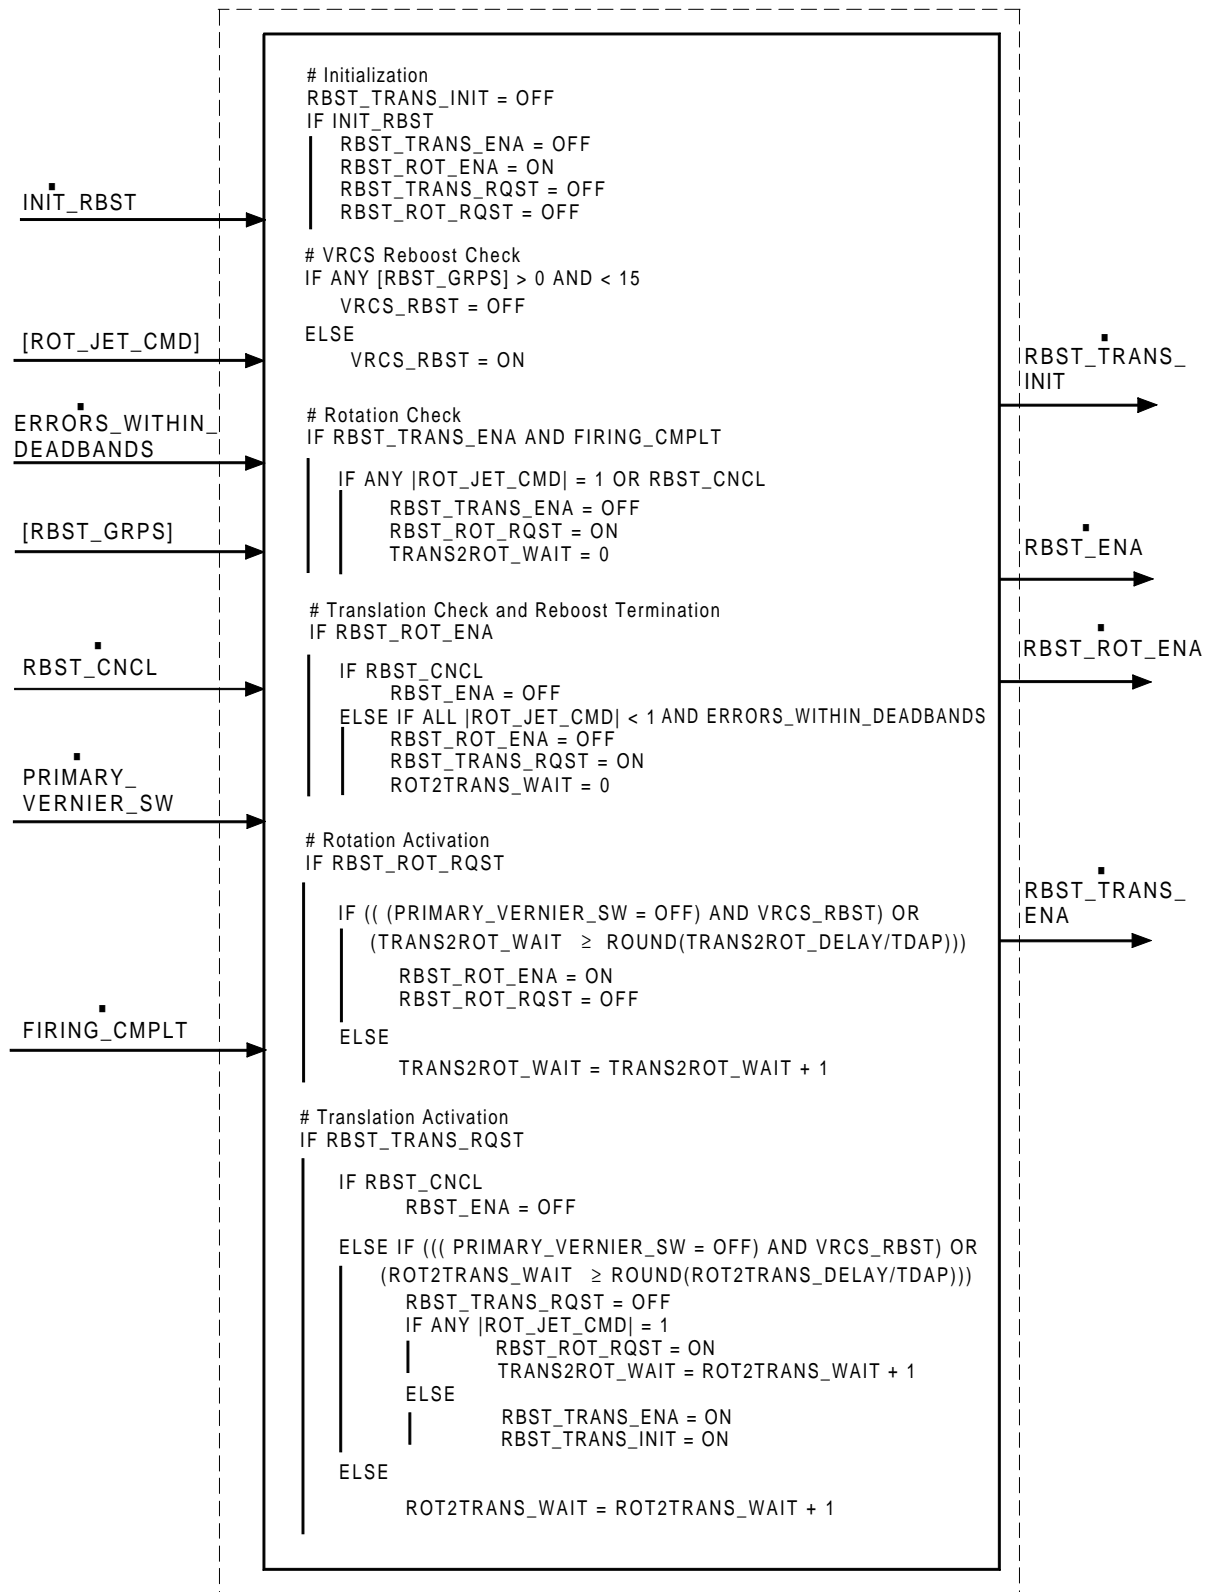 # Initialization
RBST_TRANS_INIT = OFF
IF INIT_RBST
RBST_TRANS_ENA = OFF
RBST_ROT_ENA = ON
RBST_TRANS_RQST = OFF
RBST_ROT_RQST = OFF
# VRCS Reboost Check
IF ANY [RBST_GRPS] > 0 AND < 15
VRCS_RBST = OFF
ELSE
VRCS_RBST = ON
# Rotation Check
IF RBST_TRANS_ENA AND FIRING_CMPLT
IF ANY |ROT_JET_CMD| = 1 OR RBST_CNCL
RBST_TRANS_ENA = OFF
RBST_ROT_RQST = ON
TRANS2ROT_WAIT = 0
# Translation Check and Reboost Termination
IF RBST_ROT_ENA
IF RBST_CNCL
RBST_ENA = OFF
ELSE IF ALL |ROT_JET_CMD| < 1 AND ERRORS_WITHIN_DEADBANDS
RBST_ROT_ENA = OFF
RBST_TRANS_RQST = ON
ROT2TRANS_WAIT = 0
# Rotation Activation
IF RBST_ROT_RQST
IF (( (PRIMARY_VERNIER_SW = OFF) AND VRCS_RBST) OR
(TRANS2ROT_WAIT ≥ ROUND(TRANS2ROT_DELAY/TDAP)))
RBST_ROT_ENA = ON
RBST_ROT_RQST = OFF
ELSE
TRANS2ROT_WAIT = TRANS2ROT_WAIT + 1
# Translation Activation
IF RBST_TRANS_RQST
IF RBST_CNCL
RBST_ENA = OFF
ELSE IF ((( PRIMARY_VERNIER_SW = OFF) AND VRCS_RBST) OR
(ROT2TRANS_WAIT ≥ ROUND(ROT2TRANS_DELAY/TDAP)))
RBST_TRANS_RQST = OFF
IF ANY |ROT_JET_CMD| = 1
RBST_ROT_RQST = ON
TRANS2ROT_WAIT = ROT2TRANS_WAIT + 1
ELSE
RBST_TRANS_ENA = ON
RBST_TRANS_INIT = ON
ELSE
ROT2TRANS_WAIT = ROT2TRANS_WAIT + 1
INIT_RBST
[ROT_JET_CMD]
ERRORS_WITHIN_
DEADBANDS
[RBST_GRPS]
RBST_CNCL
PRIMARY_
VERNIER_SW
FIRING_CMPLT
RBST_TRANS_
INIT
RBST_ENA
RBST_ROT_ENA
RBST_TRANS_
ENA